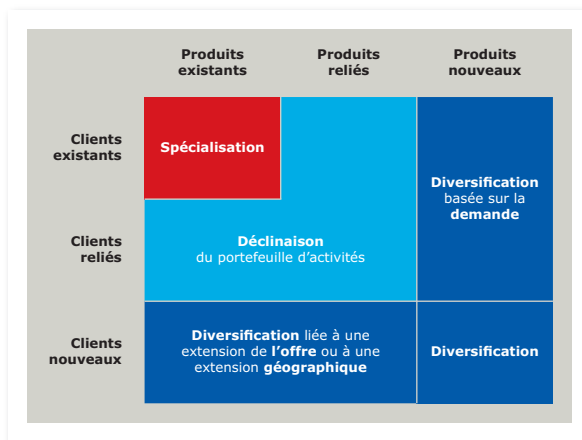 Produits
existants
Produits
reliés
Produits
nouveaux
Clients
existants
Spécialisation
Diversification
basée sur la
demande
Clients
reliés
Déclinaison
du portefeuille d’activités
Clients
nouveaux
Diversification liée à une
extension de l’offre ou à une
extension géographique
Diversification